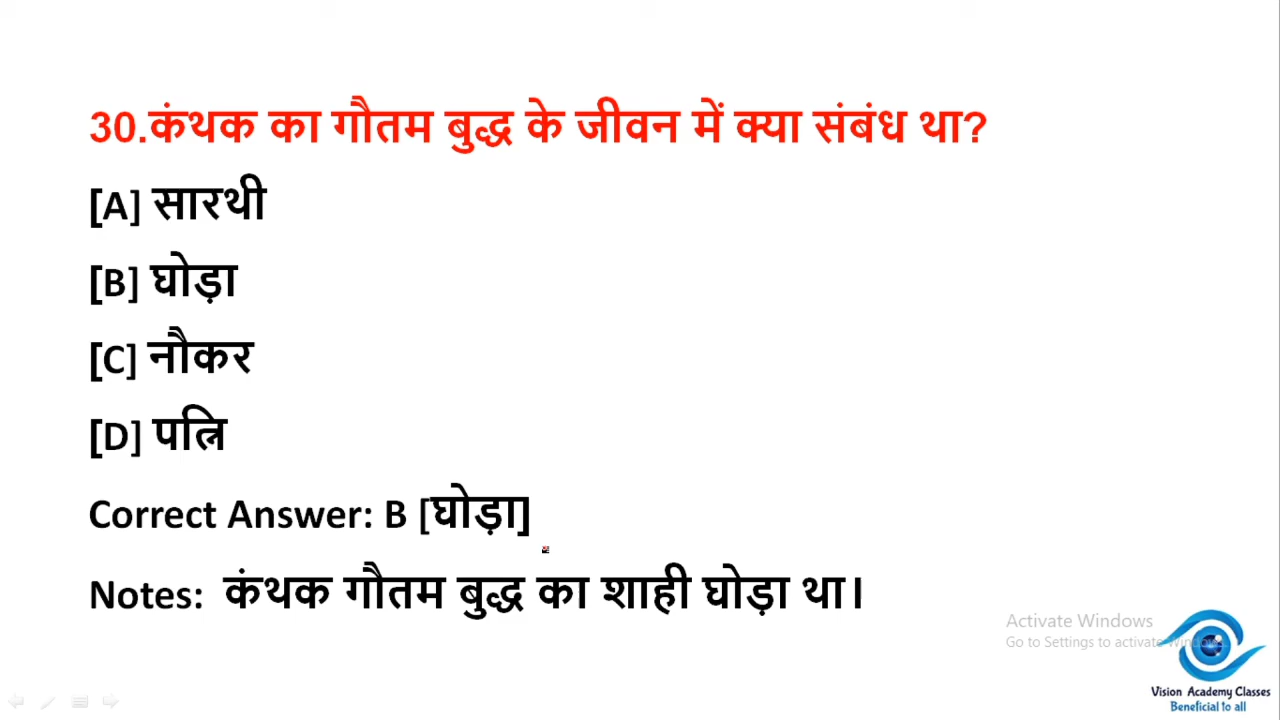 30.कंथक का गौतम बुद्ध के जीवन में क्या संबंध था?
[A] सारथी
[B] घोड़ा
[C] नौकर
[D] पत्नि
Correct Answer: B [घोड़ा]
Notes: कंथक गौतम बुद्ध का शाही घोड़ा था।
Activate Windows
Go to Settings to activate Windows.
Vision Academy Classes
Beneficial to all